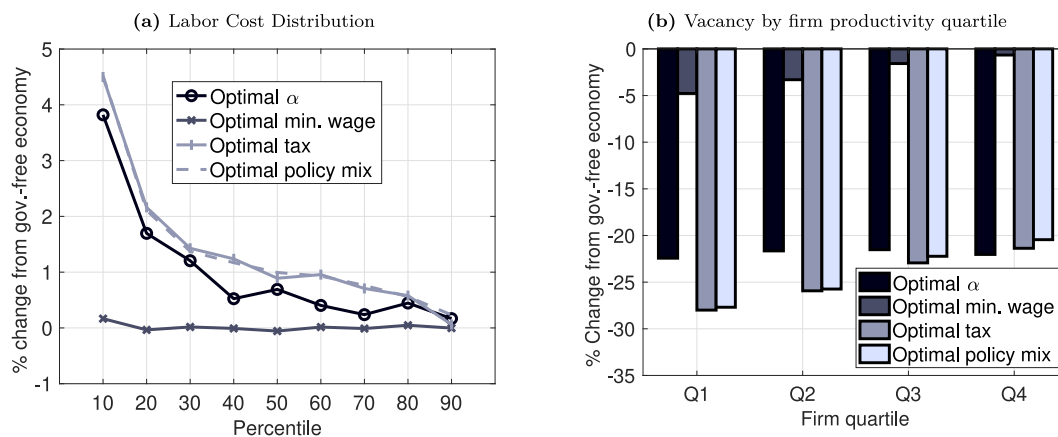 (a) Labor Cost Distribution
% change from gov.-free economy
5
4
3
2
1
0
-1
Optimal α
Optimal min. wage
Optimal tax
Optimal policy mix
10 20 30 40 50 60 70 80 90
Percentile
(b) Vacancy by firm productivity quartile
% Change from gov.-free economy
0
-5
-10
-15
-20
-25
-30
-35
Optimal α
Optimal min. wage
Optimal tax
Optimal policy mix
Q1 Q2 Q3 Q4
Firm quartile